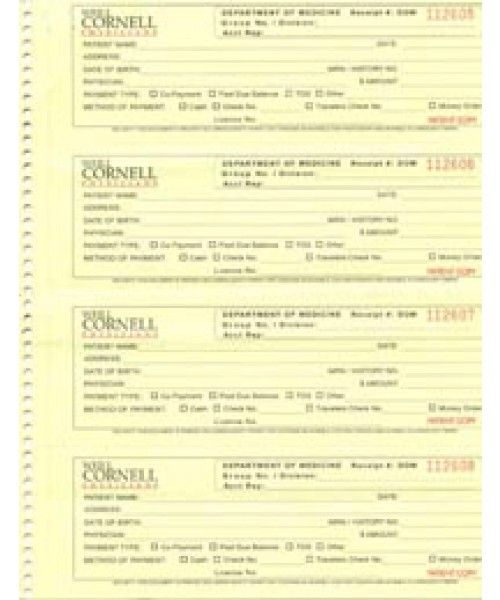 WEILL
CORNELL
PHYSICIANS
DEPARTMENT OF MEDICINE Receipt #: DOM 112605
Group No. / Division:
Acct Rep:
PATIENT NAME: DATE:
ADDRESS:
DATE OF BIRTH: MRN / HISTORY NO.
PHYSICIAN: $ AMOUNT
PAYMENT TYPE: Co-Payment Past Due Balance TOS Other
METHOD OF PAYMENT: Cash Check No. Travelers Check No. Money Order
License No. PATIENT COPY
WEILL
CORNELL
PHYSICIANS
DEPARTMENT OF MEDICINE Receipt #: DOM 112606
Group No. / Division:
Acct Rep:
PATIENT NAME: DATE:
ADDRESS:
DATE OF BIRTH: MRN / HISTORY NO.
PHYSICIAN: $ AMOUNT
PAYMENT TYPE: Co-Payment Past Due Balance TOS Other
METHOD OF PAYMENT: Cash Check No. Travelers Check No. Money Order
License No. PATIENT COPY
WEILL
CORNELL
PHYSICIANS
DEPARTMENT OF MEDICINE Receipt #: DOM 112607
Group No. / Division:
Acct Rep:
PATIENT NAME: DATE:
ADDRESS:
DATE OF BIRTH: MRN / HISTORY NO.
PHYSICIAN: $ AMOUNT
PAYMENT TYPE: Co-Payment Past Due Balance TOS Other
METHOD OF PAYMENT: Cash Check No. Travelers Check No. Money Order
License No. PATIENT COPY
WEILL
CORNELL
PHYSICIANS
DEPARTMENT OF MEDICINE Receipt #: DOM 112608
Group No. / Division:
Acct Rep:
PATIENT NAME: DATE:
ADDRESS:
DATE OF BIRTH: MRN / HISTORY NO.
PHYSICIAN: $ AMOUNT
PAYMENT TYPE: Co-Payment Past Due Balance TOS Other
METHOD OF PAYMENT: Cash Check No. Travelers Check No. Money Order
License No. PATIENT COPY